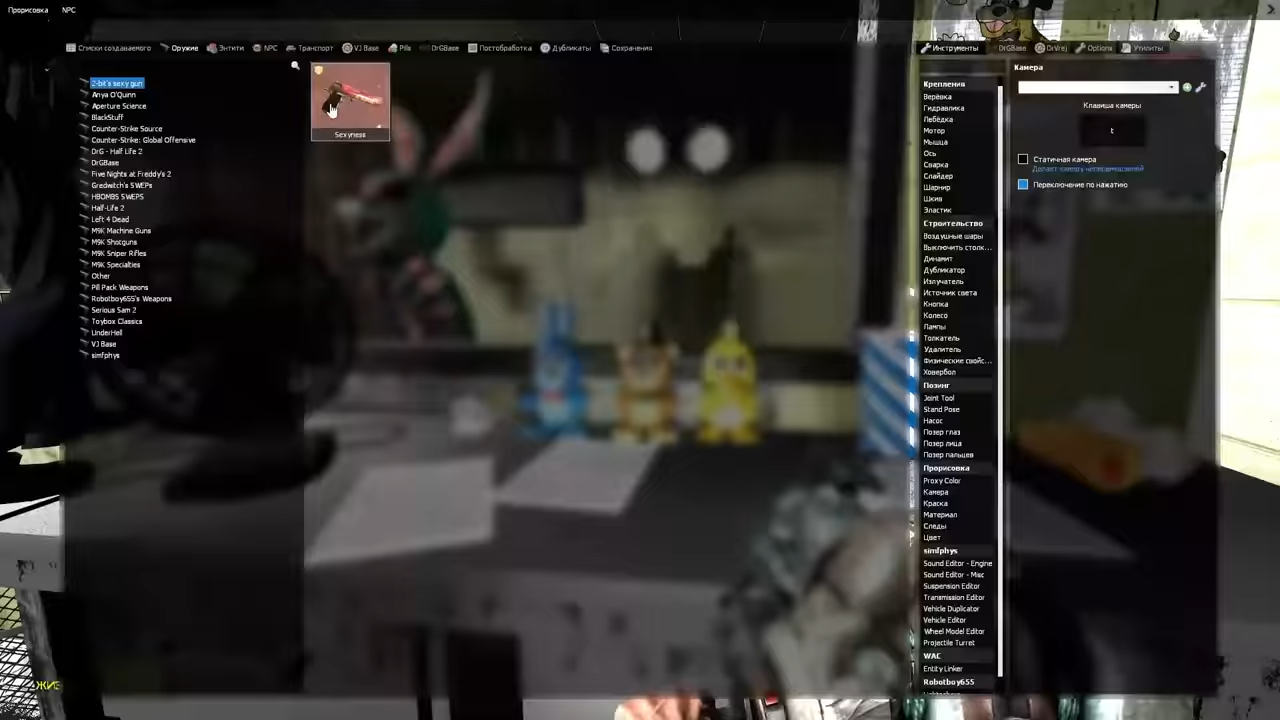 Прорисовка NPC
Списки создаваемого Оружие Энтити NPC Транспорт VJ Base Pills DrGBase Постобработка Дубликаты Сохранения
Инструменты DrGBase DrVrej Options Утилиты
2-bit's sexy gun
Anya O'Quinn
Aperture Science
BlackStuff
Counter-Strike Source
Counter-Strike: Global Offensive
DrG - Half Life 2
DrGBase
Five Nights at Freddy's 2
Gredwitch's SWEPs
HBOMBS SWEPS
Half-Life 2
Left 4 Dead
M9K Machine Guns
M9K Shotguns
M9K Sniper Rifles
M9K Specialties
Other
Pill Pack Weapons
Robotboy655's Weapons
Serious Sam 2
Toybox Classics
UnderHell
VJ Base
simfphys
Sexyness
Крепления
Верёвка
Гидравлика
Лебёдка
Мотор
Мышца
Ось
Сварка
Слайдер
Шарнир
Шкив
Эластик
Строительство
Воздушные шары
Выключить столк...
Динамит
Дубликатор
Излучатель
Источник света
Кнопка
Колесо
Лампы
Толкатель
Удалитель
Физические свойс...
Ховербол
Позинг
Joint Tool
Stand Pose
Насос
Позер глаз
Позер лица
Позер пальцев
Прорисовка
Proxy Color
Камера
Краска
Материал
Следы
Цвет
simfphys
Sound Editor - Engine
Sound Editor - Misc
Suspension Editor
Transmission Editor
Vehicle Duplicator
Vehicle Editor
Wheel Model Editor
Projectile Turret
WAC
Entity Linker
Robotboy655
Камера
Клавиша камеры
t
Статичная камера
Делает камеру непередвигаемой
Переключение по нажатию